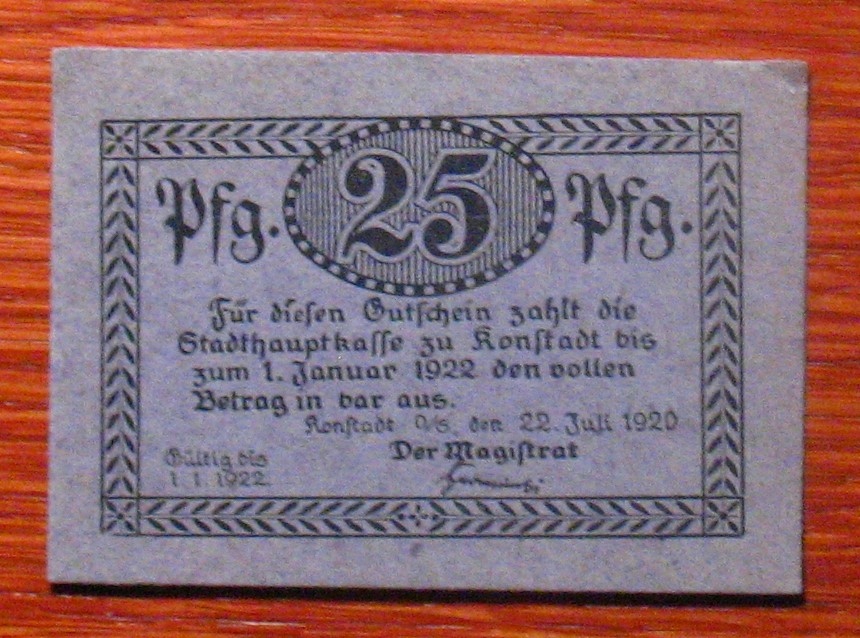 Pfg. 25 Pfg.
Für diesen Gutschein zahlt die
Stadthauptkasse zu Konstadt bis
zum 1. Januar 1922 den vollen
Betrag in bar aus.
Konstadt O/S. den 22. Juli 1920
Der Magistrat
Gültig bis
1. 1. 1922.